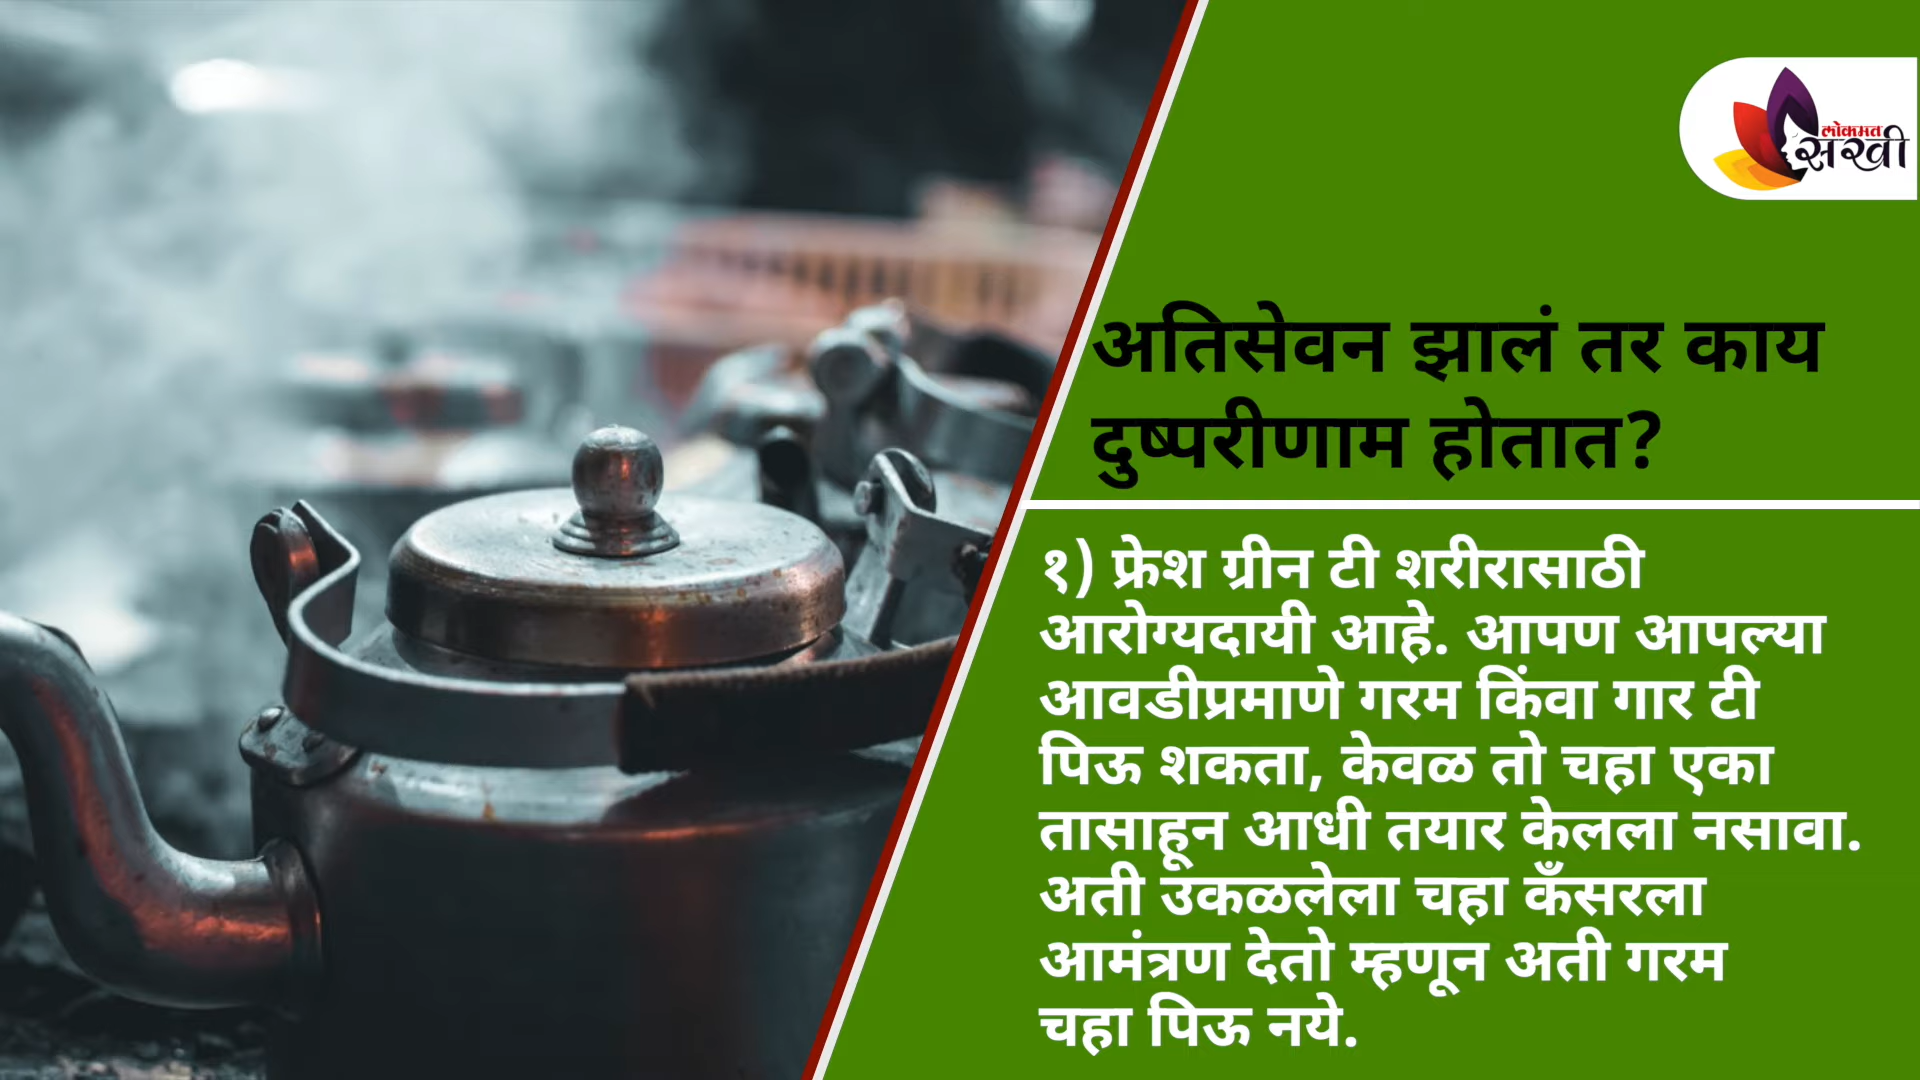 लोकमत
सखी
अतिसेवन झालं तर काय
दुष्परीणाम होतात?
१) फ्रेश ग्रीन टी शरीरासाठी
आरोग्यदायी आहे. आपण आपल्या
आवडीप्रमाणे गरम किंवा गार टी
पिऊ शकता, केवळ तो चहा एका
तासाहून आधी तयार केलला नसावा.
अती उकळलेला चहा कँसरला
आमंत्रण देतो म्हणून अती गरम
चहा पिऊ नये.